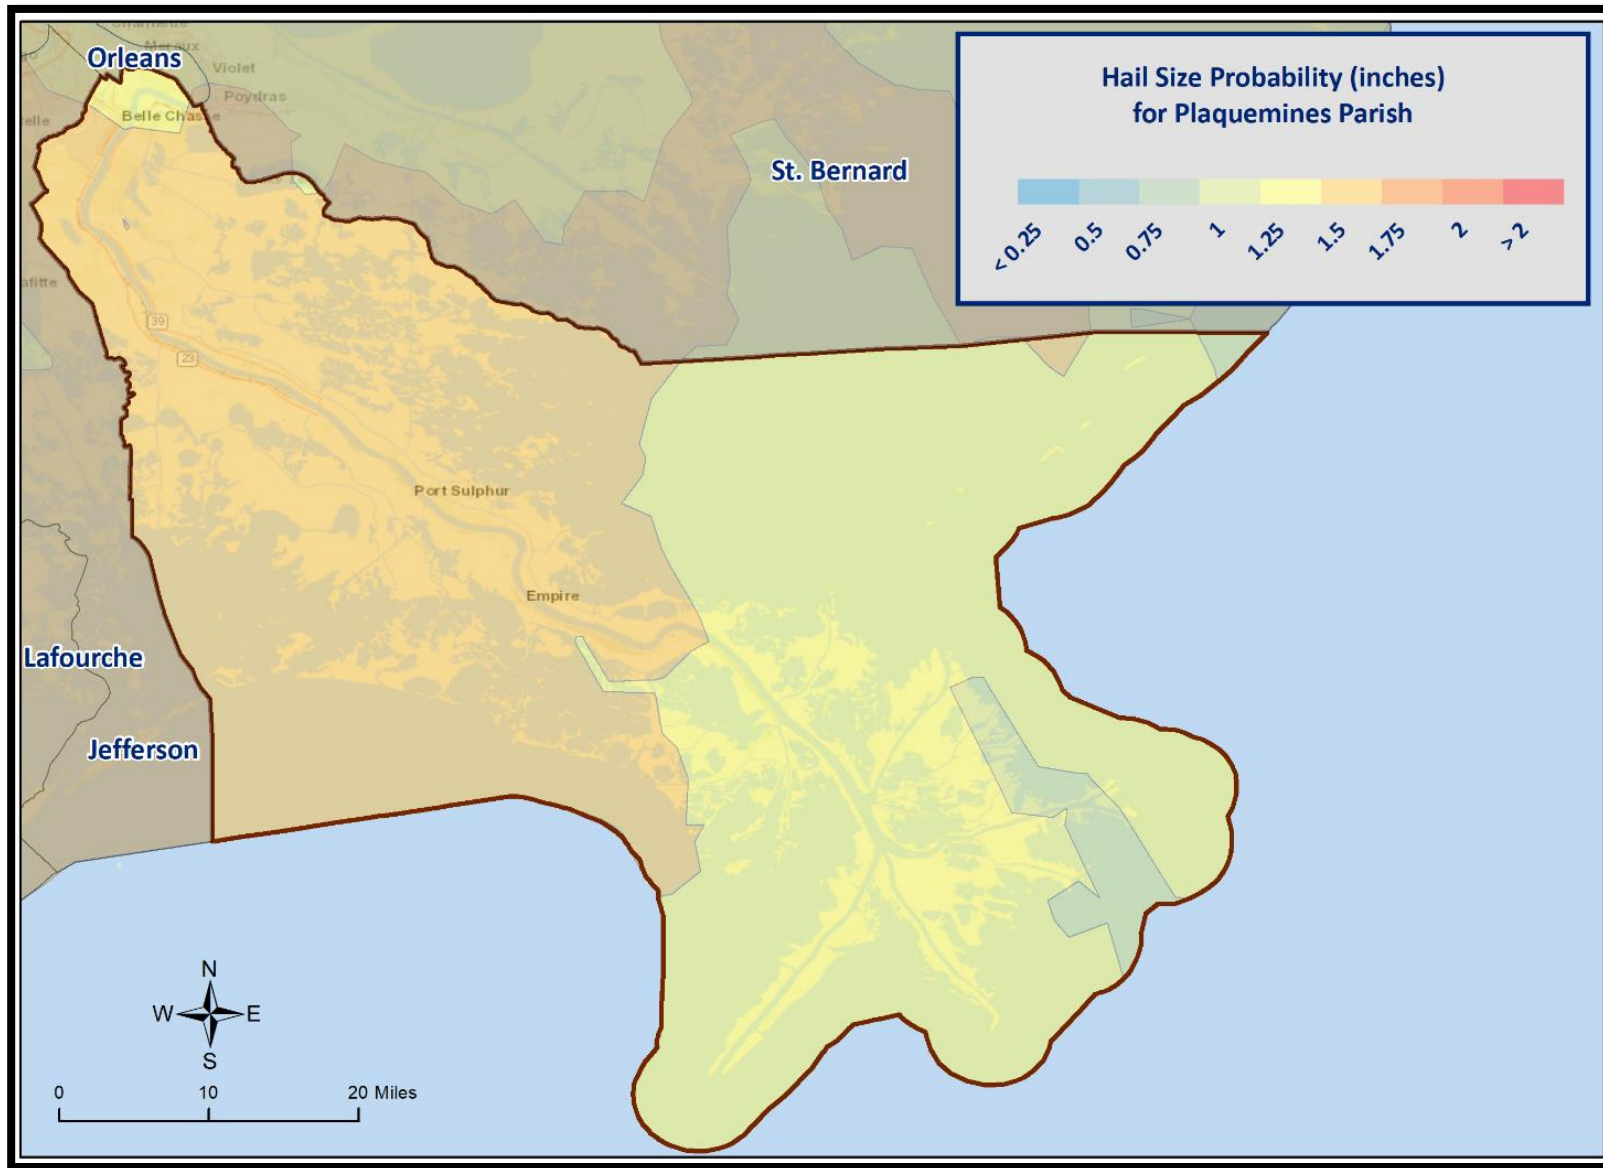 Chalmette
Orleans
Meraux
Violet
Poydras
Belle Chasse
Hail Size Probability (inches)
for Plaquemines Parish
< 0.25
0.5
0.75
1
1.25
1.5
1.75
2
> 2
St. Bernard
39
23
Port Sulphur
Empire
Lafourche
Jefferson
N
W
E
S
0
10
20 Miles